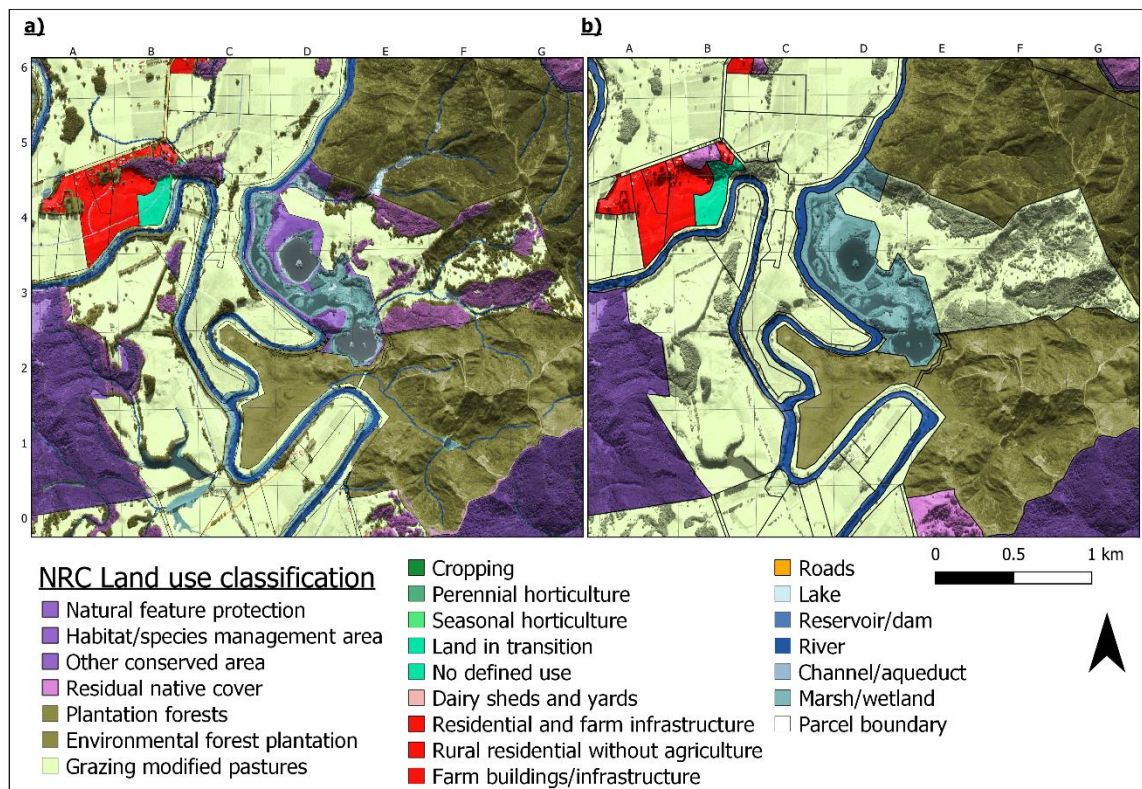 a)
b)
A B C D E F G
A B C D E F G
6
5
4
3
2
1
0
NRC Land use classification
Natural feature protection
Habitat/species management area
Other conserved area
Residual native cover
Plantation forests
Environmental forest plantation
Grazing modified pastures
Cropping
Perennial horticulture
Seasonal horticulture
Land in transition
No defined use
Dairy sheds and yards
Residential and farm infrastructure
Rural residential without agriculture
Farm buildings/infrastructure
Roads
Lake
Reservoir/dam
River
Channel/aqueduct
Marsh/wetland
Parcel boundary
0 0.5 1 km